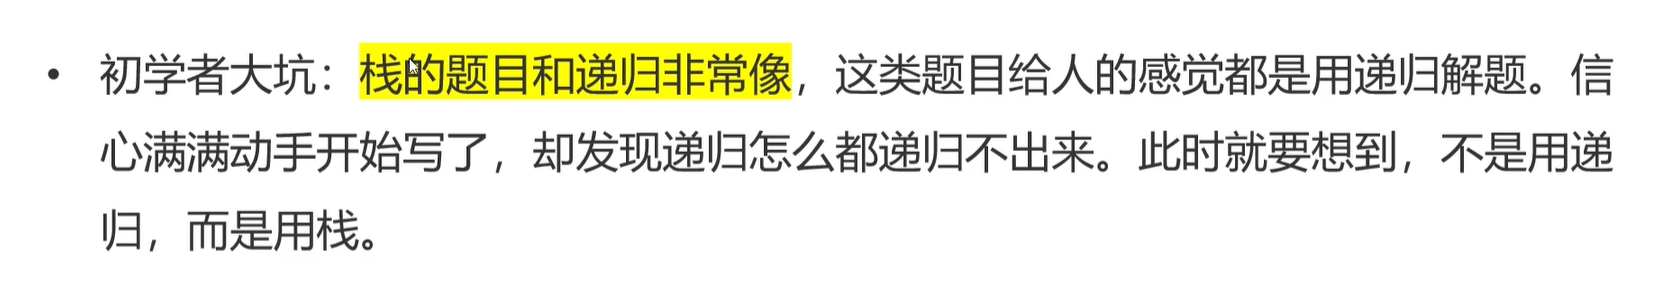 • 初学者大坑：栈的题目和递归非常像，这类题目给人的感觉都是用递归解题。信
心满满动手开始写了，却发现递归怎么都递归不出来。此时就要想到，不是用递
归，而是用栈。